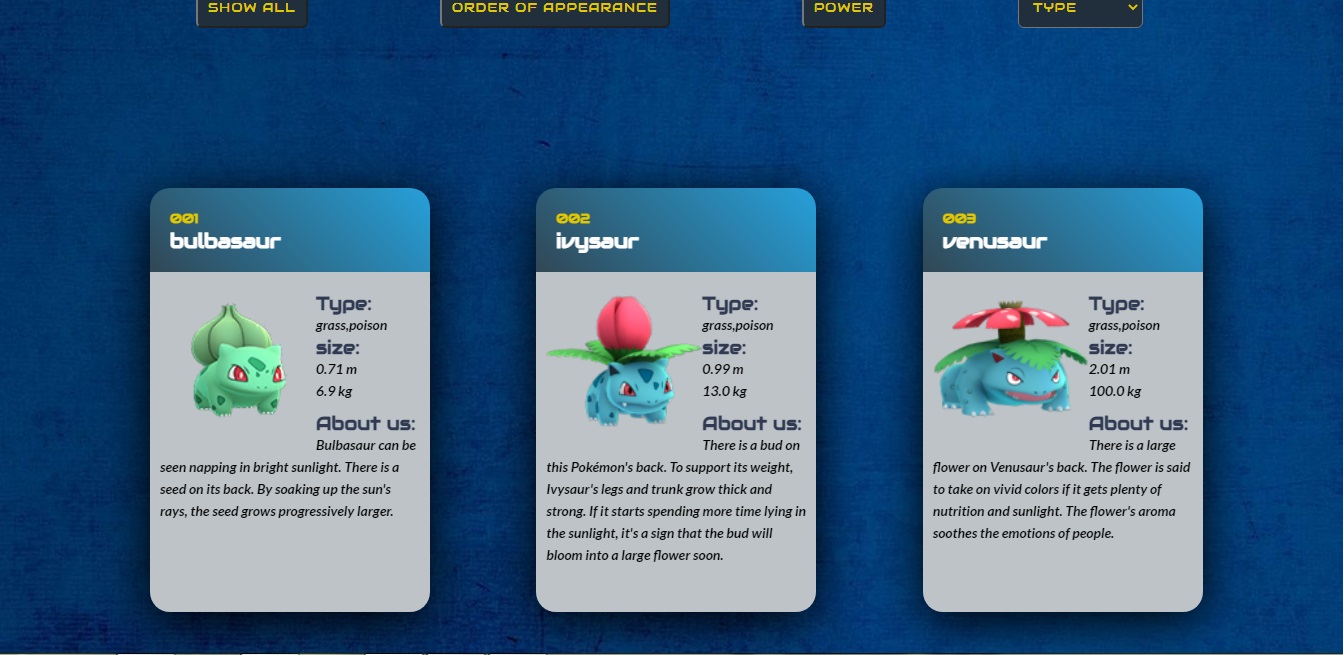 SHOW ALL
ORDER OF APPEARANCE
POWER
TYPE
001
bulbasaur
Type:
grass,poison
size:
0.71 m
6.9 kg
About us:
Bulbasaur can be
seen napping in bright sunlight. There is a
seed on its back. By soaking up the sun's
rays, the seed grows progressively larger.
002
ivysaur
Type:
grass,poison
size:
0.99 m
13.0 kg
About us:
There is a bud on
this Pokémon's back. To support its weight,
Ivysaur's legs and trunk grow thick and
strong. If it starts spending more time lying in
the sunlight, it's a sign that the bud will
bloom into a large flower soon.
003
venusaur
Type:
grass,poison
size:
2.01 m
100.0 kg
About us:
There is a large
flower on Venusaur's back. The flower is said
to take on vivid colors if it gets plenty of
nutrition and sunlight. The flower's aroma
soothes the emotions of people.